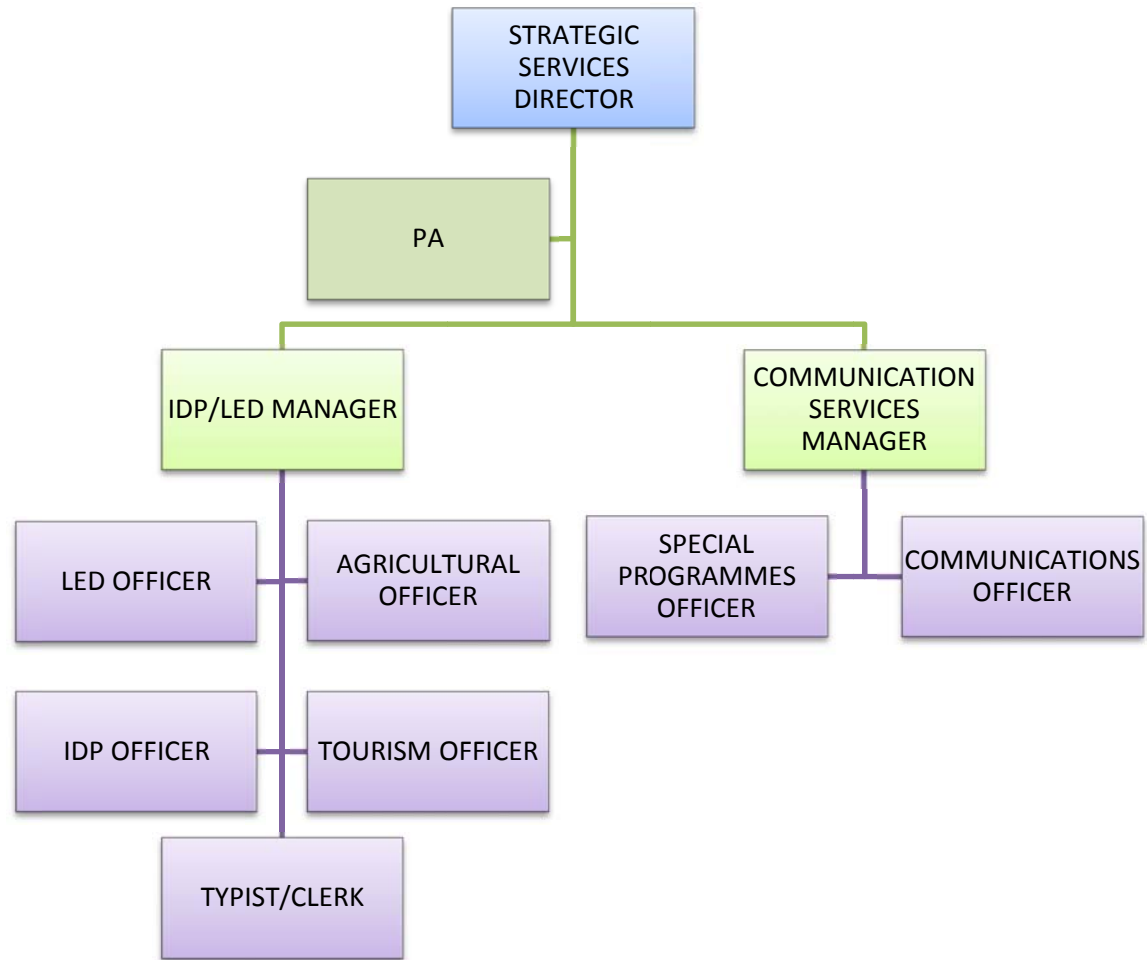 STRATEGIC
SERVICES
DIRECTOR
PA
IDP/LED MANAGER
COMMUNICATION
SERVICES
MANAGER
LED OFFICER
AGRICULTURAL
OFFICER
SPECIAL
PROGRAMMES
OFFICER
COMMUNICATIONS
OFFICER
IDP OFFICER
TOURISM OFFICER
TYPIST/CLERK